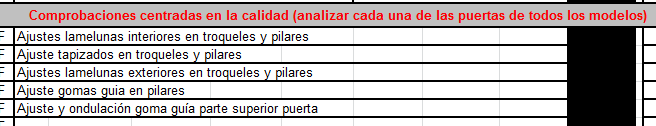 Comprobaciones centradas en la calidad (analizar cada una de las puertas de todos los modelos)
F Ajustes lamelunas interiores en troqueles y pilares
F Ajuste tapizados en troqueles y pilares
F Ajustes lamelunas exteriores en troqueles y pilares
F Ajuste gomas guia en pilares
F Ajuste y ondulación goma guía parte superior puerta